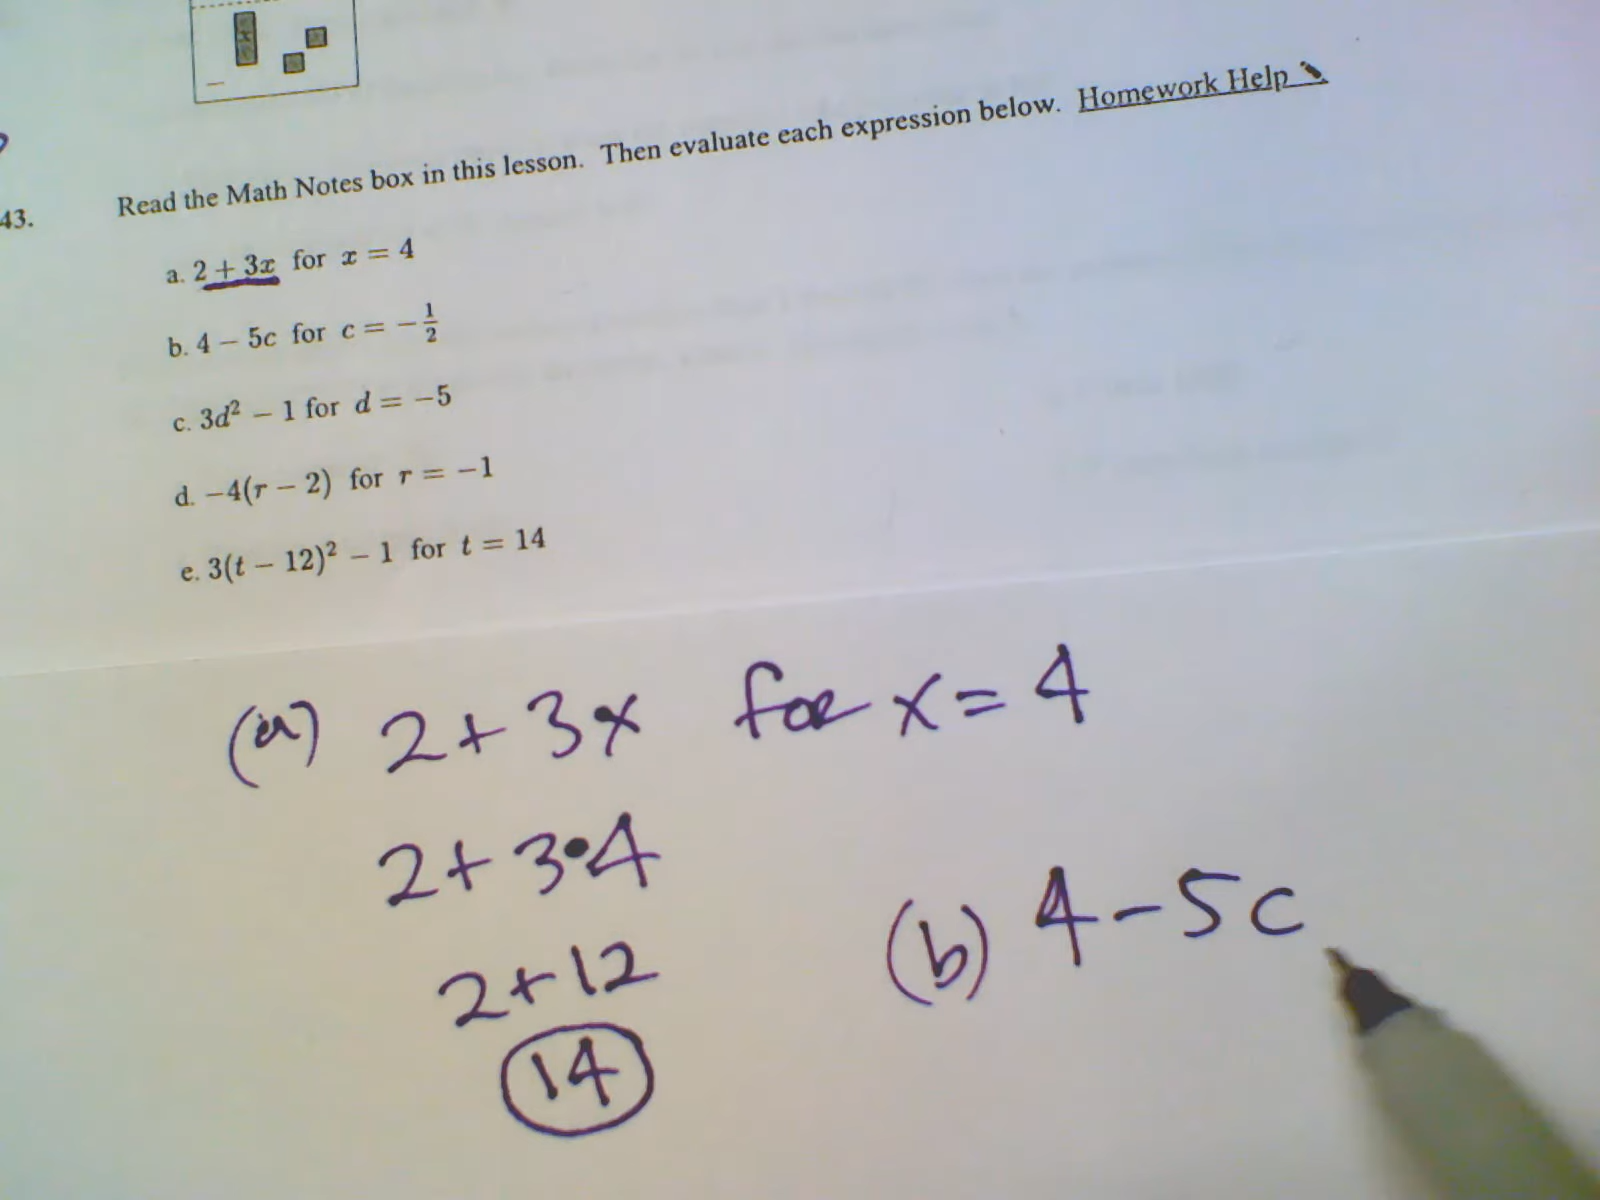 43. Read the Math Notes box in this lesson. Then evaluate each expression below. Homework Help
a. 2 + 3x for x = 4
b. 4 − 5c for c = −1/2
c. 3d² − 1 for d = −5
d. −4(r − 2) for r = −1
e. 3(t − 12)² − 1 for t = 14
(a) 2 + 3x for x = 4
2 + 3•4
2 + 12
14
(b) 4 − 5c